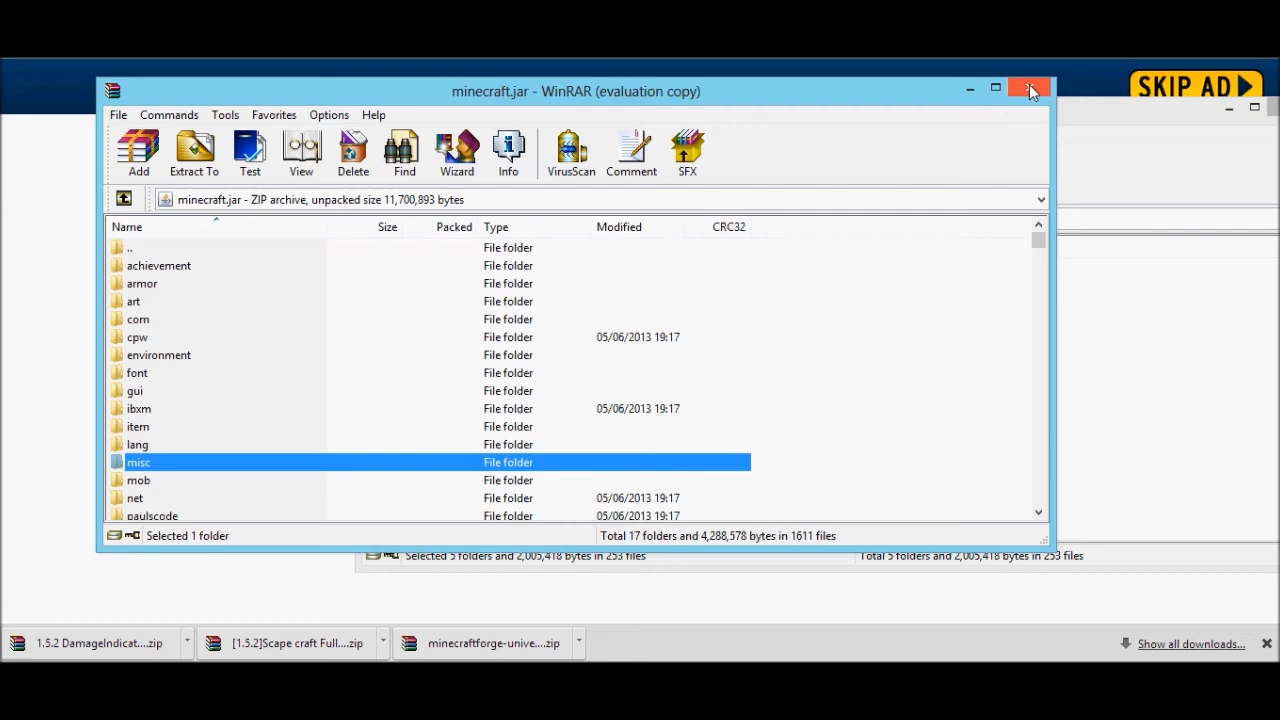 SKIP AD
minecraft.jar - WinRAR (evaluation copy)
File Commands Tools Favorites Options Help
Add Extract To Test View Delete Find Wizard Info VirusScan Comment SFX
minecraft.jar - ZIP archive, unpacked size 11,700,893 bytes
Name Size Packed Type Modified CRC32
.. File folder
achievement File folder
armor File folder
art File folder
com File folder
cpw File folder 05/06/2013 19:17
environment File folder
font File folder
gui File folder
ibxm File folder 05/06/2013 19:17
item File folder
lang File folder
misc File folder
mob File folder
net File folder 05/06/2013 19:17
paulscode File folder 05/06/2013 19:17
Selected 1 folder Total 17 folders and 4,288,578 bytes in 1611 files
Selected 5 folders and 2,005,418 bytes in 253 files Total 5 folders and 2,005,418 bytes in 253 files
1.5.2 DamageIndicat....zip [1.5.2]Scape craft Full....zip minecraftforge-unive....zip Show all downloads...